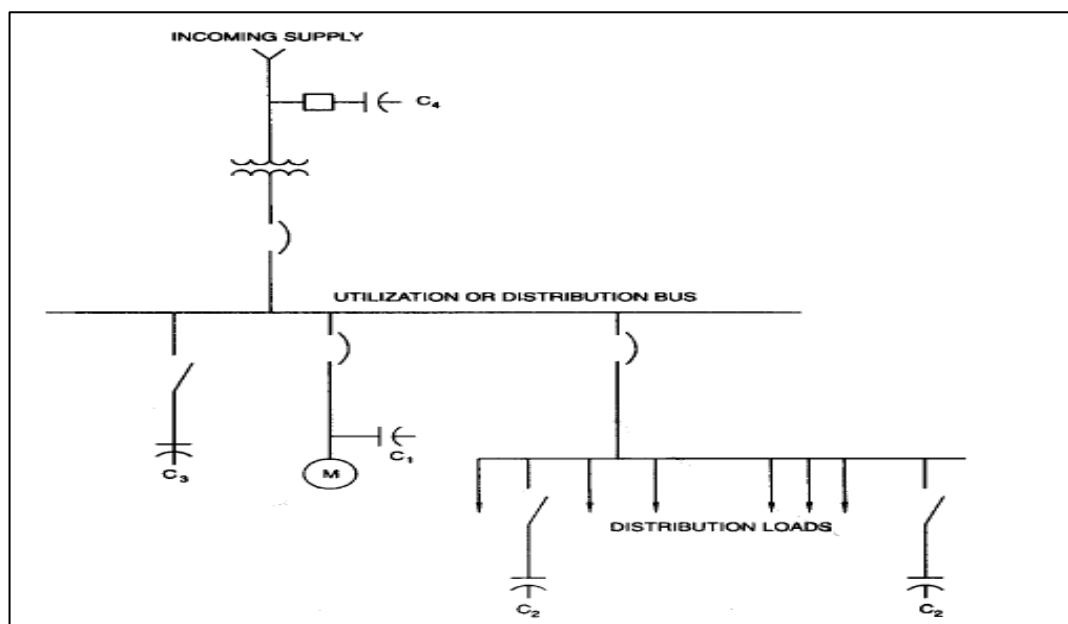 INCOMING SUPPLY
C₄
UTILIZATION OR DISTRIBUTION BUS
C₃
M
C₁
DISTRIBUTION LOADS
C₂
C₂